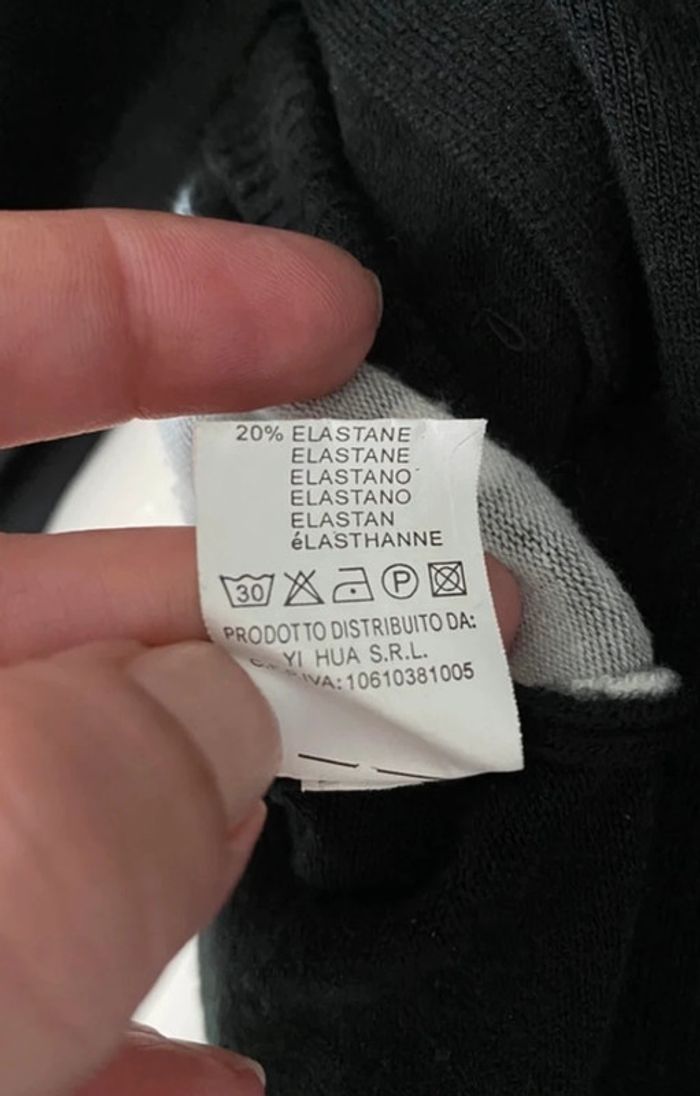 20% ELASTANE
ELASTANE
ELASTANO
ELASTANO
ELASTAN
éLASTHANNE
30 P
PRODOTTO DISTRIBUITO DA:
YI HUA S.R.L.
IVA:10610381005